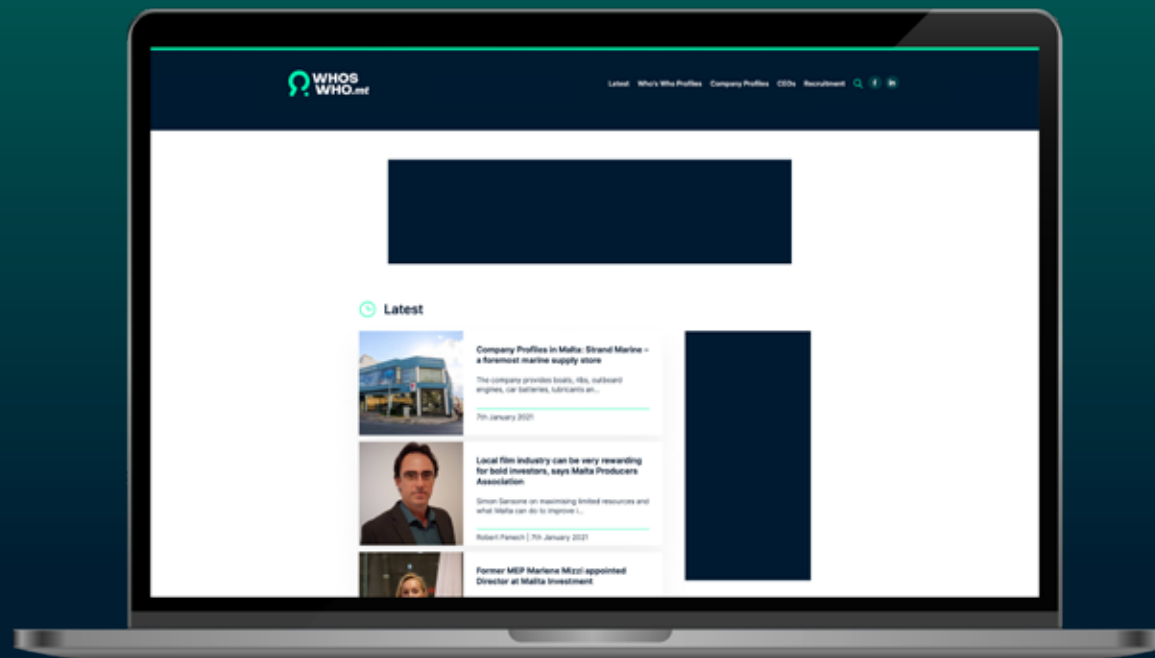 WHOS
WHO.mt
Latest Who's Who Profiles Company Profiles CEOs Recruitment
f in
Latest
Company Profiles in Malta: Strand Marine –
a foremost marine supply store
The company provides boats, ribs, outboard
engines, car batteries, lubricants an...
7th January 2021
Local film industry can be very rewarding
for bold investors, says Malta Producers
Association
Simon Sansone on maximising limited resources and
what Malta can do to improve i...
Robert Fenech | 7th January 2021
Former MEP Marlene Mizzi appointed
Director at Malita Investment